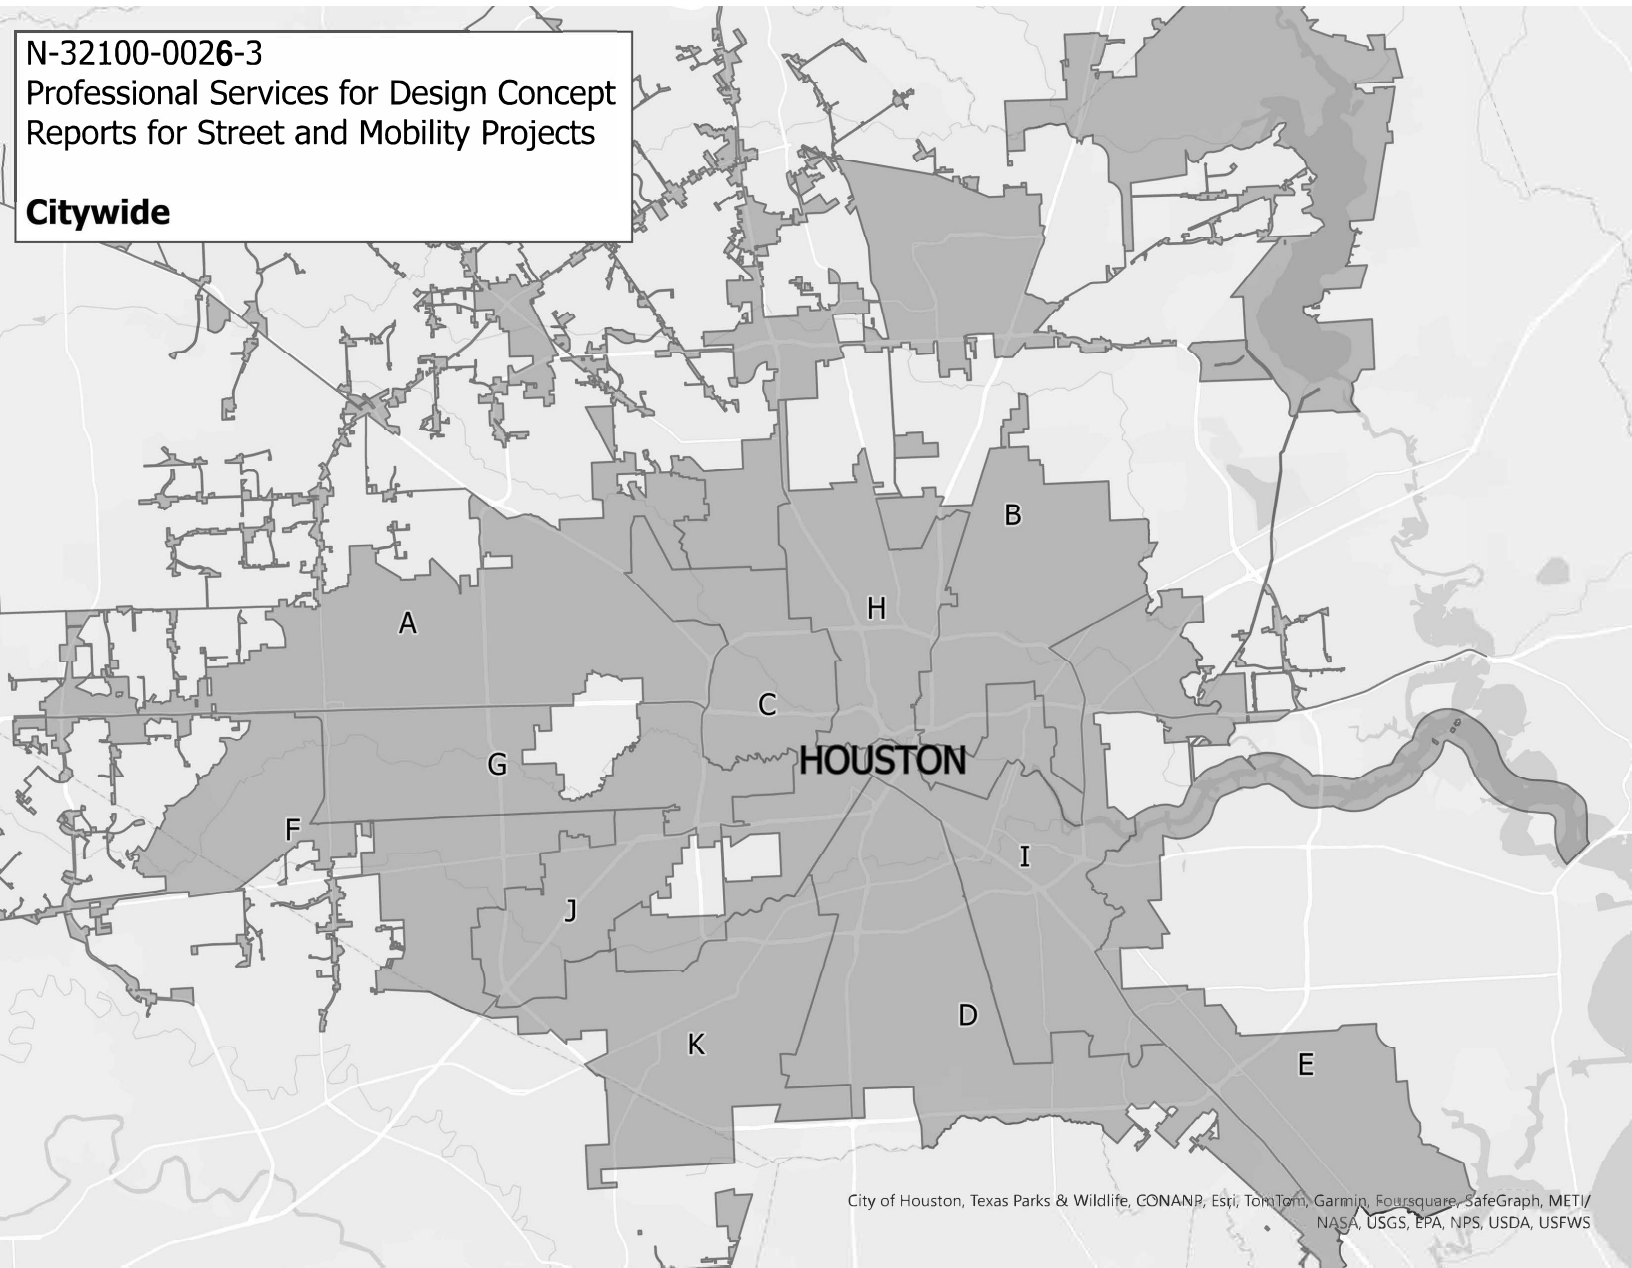 N-32100-0026-3
Professional Services for Design Concept
Reports for Street and Mobility Projects
Citywide
B
H
A
C
HOUSTON
G
F
I
J
D
K
E
City of Houston, Texas Parks & Wildlife, CONANP, Esri, TomTom, Garmin, Foursquare, SafeGraph, METI/
NASA, USGS, EPA, NPS, USDA, USFWS